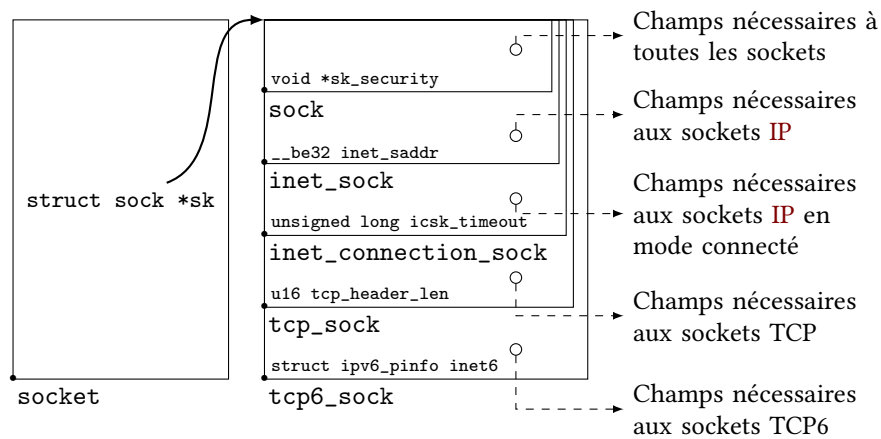 Champs nécessaires à
toutes les sockets
void *sk_security
sock
Champs nécessaires
aux sockets IP
__be32 inet_saddr
inet_sock
struct sock *sk
Champs nécessaires
aux sockets IP en
mode connecté
unsigned long icsk_timeout
inet_connection_sock
u16 tcp_header_len
tcp_sock
Champs nécessaires
aux sockets TCP
struct ipv6_pinfo inet6
socket
tcp6_sock
Champs nécessaires
aux sockets TCP6